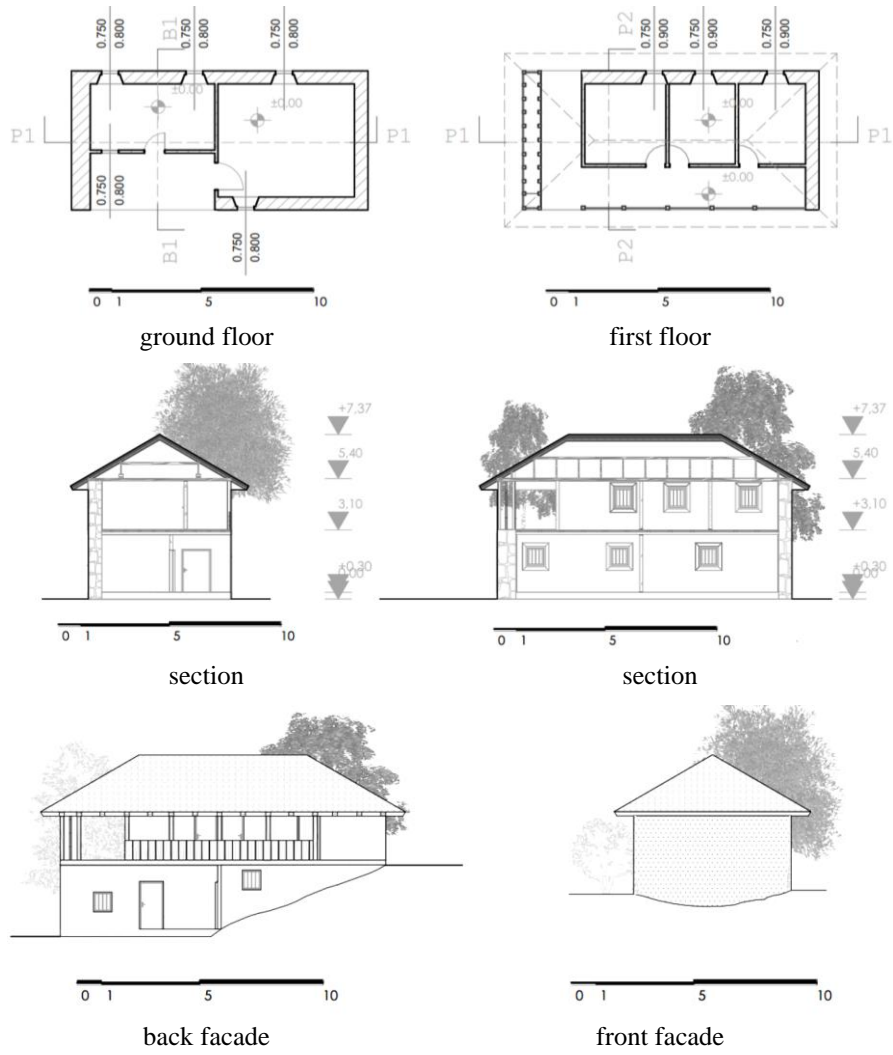 B1
P2
0.750
0.800
0.750
0.800
0.750
0.800
0.750
0.900
0.750
0.900
0.750
0.900
±0.00
±0.00
±0.00
P1
P1
P1
P1
±0.00
0.750
0.800
B1
0.750
0.800
P2
0 1 5 10
0 1 5 10
ground floor
first floor
+7,37
5,40
3,10
±0,30
0,00
+7,37
5,40
+3,10
±0,30
0,00
0 1 5 10
0 1 5 10
section
section
0 1 5 10
0 1 5 10
back facade
front facade